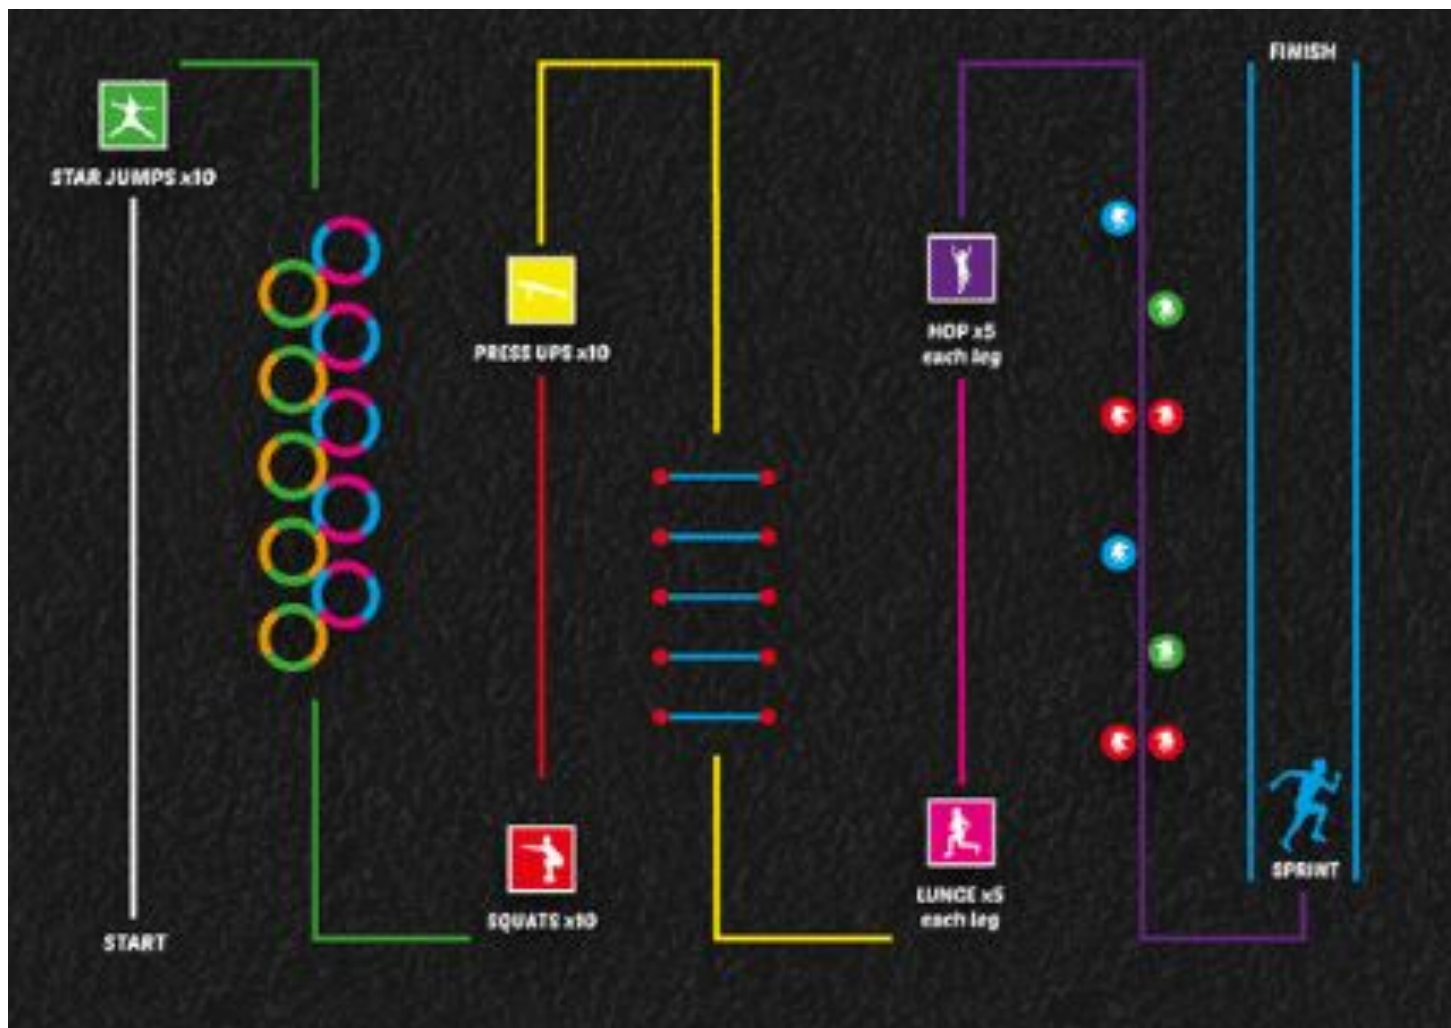 FINISH
STAR JUMPS x10
PRESS UPS x10
HOP x5
each leg
SPRINT
LUNGE x5
each leg
SQUATS x10
START